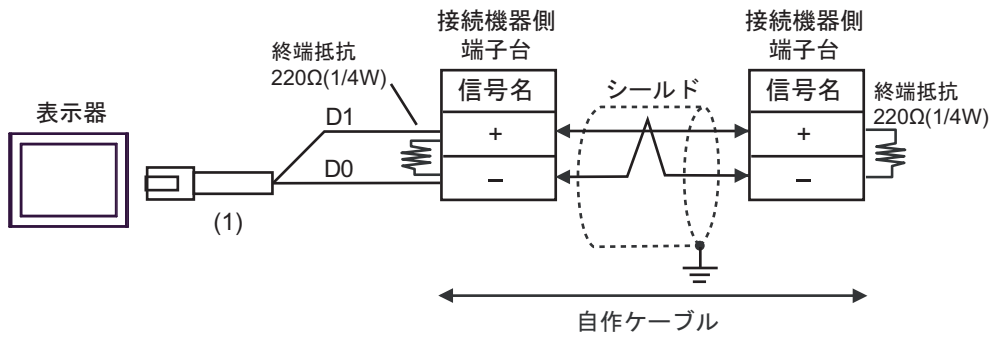 表示器
(1)
D1
D0
終端抵抗
220Ω(1/4W)
接続機器側
端子台
信号名
+
−
シールド
接続機器側
端子台
信号名
+
−
終端抵抗
220Ω(1/4W)
自作ケーブル